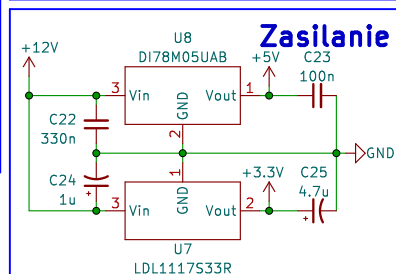 Zasilanie
+12V
U8
DI78M05UAB
+5V
C23
100n
3
Vin
GND
Vout
1
2
C22
330n
GND
C24
1u
+
1
+3.3V
C25
4.7u
+
3
Vin
GND
Vout
2
U7
LDL1117S33R